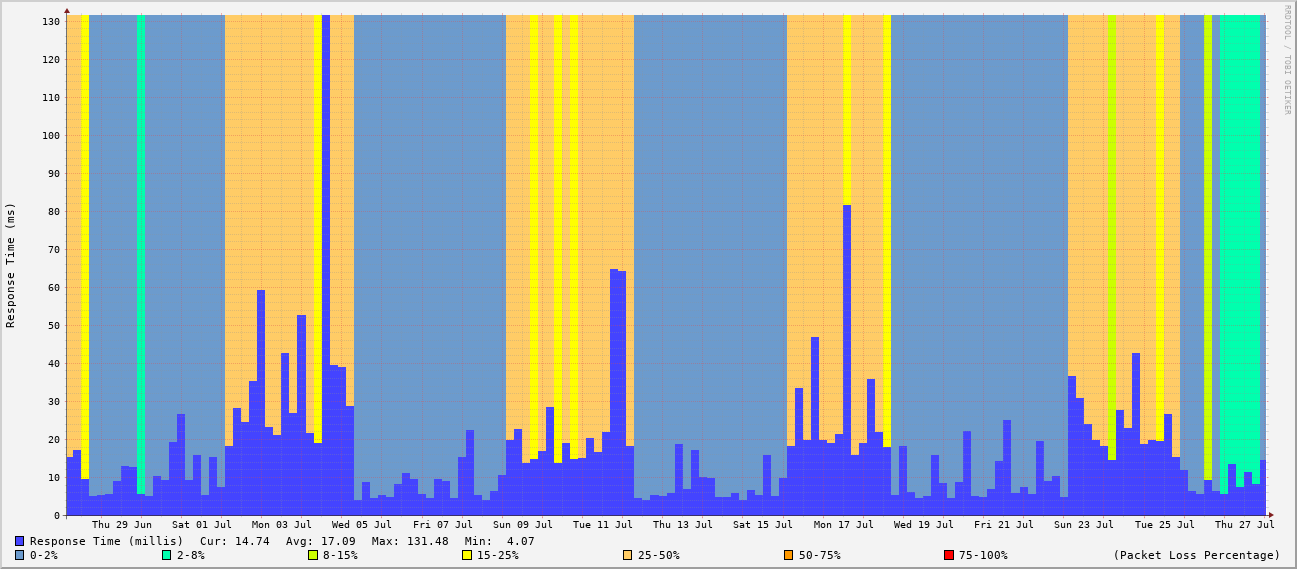 RRDTOOL / TOBI OETIKER
Response Time (ms)
130
120
110
100
90
80
70
60
50
40
30
20
10
0
Thu 29 Jun Sat 01 Jul Mon 03 Jul Wed 05 Jul Fri 07 Jul Sun 09 Jul Tue 11 Jul Thu 13 Jul Sat 15 Jul Mon 17 Jul Wed 19 Jul Fri 21 Jul Sun 23 Jul Tue 25 Jul Thu 27 Jul
Response Time (millis) Cur: 14.74 Avg: 17.09 Max: 131.48 Min: 4.07
0-2% 2-8% 8-15% 15-25% 25-50% 50-75% 75-100% (Packet Loss Percentage)